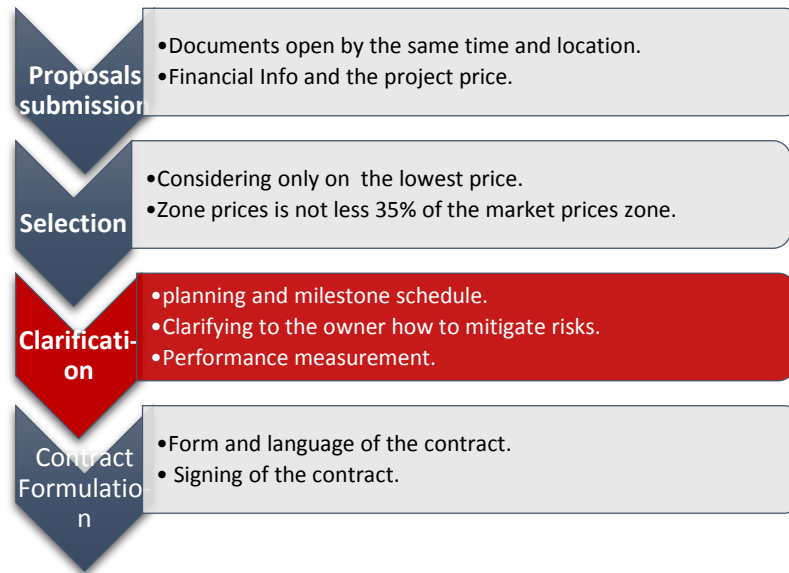 Proposals
submission
•Documents open by the same time and location.
•Financial Info and the project price.
Selection
•Considering only on the lowest price.
•Zone prices is not less 35% of the market prices zone.
Clarificati-
on
•planning and milestone schedule.
•Clarifying to the owner how to mitigate risks.
•Performance measurement.
Contract
Formulatio-
n
•Form and language of the contract.
• Signing of the contract.